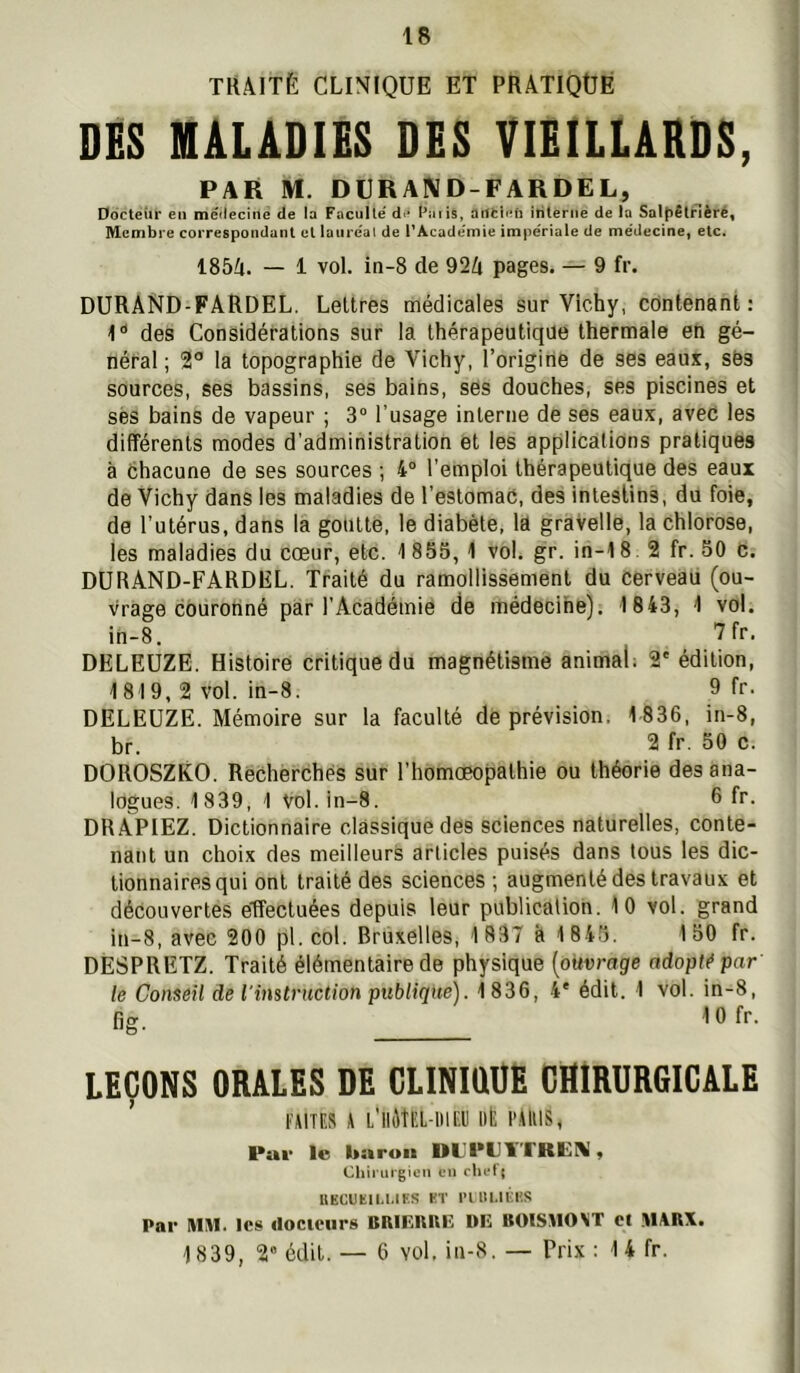 18
TRAITÉ CLINIQUE ET PRATIQUE
DES MALADIES DES VIEILLARDS,
PAR M. DURAND-FARDEL,
Docteur en médecine de la Faculté de Paris, ancien interne de la Salpêtrière,
Membre correspondant et lauréat de l'Académie impériale de médecine, etc.
1854. — 1 vol. in-8 de 924 pages. — 9 fr.
DURAND-FARDEL. Lettres médicales sur Vichy, contenant :
1° des Considérations sur la thérapeutique thermale en gé-
néral ; 2° la topographie de Vichy, l'origine de ses eaux, ses
sources, ses bassins, ses bains, ses douches, ses piscines et
ses bains de vapeur ; 3° l'usage interne de ses eaux, avec les
différents modes d'administration et les applications pratiques
à chacune de ses sources ; 4° l'emploi thérapeutique des eaux
de Vichy dans les maladies de l'estomac, des intestins, du foie,
de l'utérus, dans la goutte, le diabète, la gravelle, la chlorose,
les maladies du cœur, etc. 1855, 1 vol. gr. in-18. 2 fr. 50 c.
DURAND-FARDEL. Traité du ramollissement du cerveau (ou-
vrage couronné par l'Académie de médecine). 1843, 1 vol.
in-8. 7 fr.
DELEUZE. Histoire critique du magnétisme animal. 2e édition,
1819, 2 vol. in-8. 9 fr.
DELEUZE. Mémoire sur la faculté de prévision. 1836, in-8,
br. 2 fr. 50 c.
DOROSZKO. Recherches sur l'homœopathie ou théorie des ana-
logues. 1839, 1 vol. in-8. 6 fr.
DRAPIEZ. Dictionnaire classique des sciences naturelles, conte-
nant un choix des meilleurs articles puisés dans tous les dic-
tionnaires qui ont traité des sciences ; augmenté des travaux et
découvertes effectuées depuis leur publication. 10 vol. grand
in-8, avec 200 pl. col. Bruxelles, 1837 à 1845. 150 fr.
DESPRETZ. Traité élémentaire de physique (ouvrage adopté par
le Conseil de l'instruction publique). 1836, 4e édit. 1 vol. in-8,
fig. 10 fr.
LEÇONS ORALES DE CLINIQUE CHIRURGICALE
FAITES A L'HÔTEL-DIEU DE PARIS,
Par le baron DUPUYTREN,
Chirurgien en chef;
RECUEILLIES ET PUBLIÉES
Par MM. les docteurs BRIERRE DE BOISMONT et MARX.
1839, 2e édit. — 6 vol. in-8. — Prix : 14 fr.